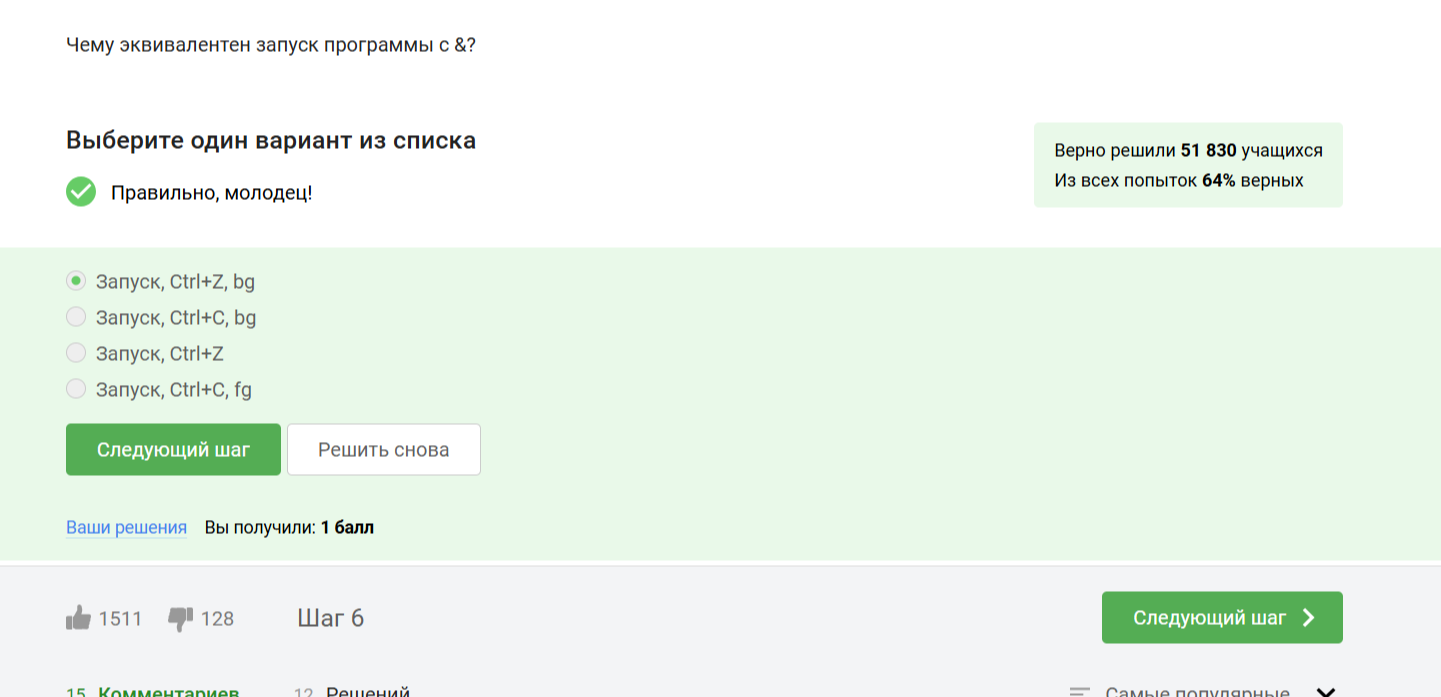 Чему эквивалентен запуск программы с &?
Выберите один вариант из списка
Правильно, молодец!
Верно решили 51 830 учащихся
Из всех попыток 64% верных
Запуск, Ctrl+Z, bg
Запуск, Ctrl+C, bg
Запуск, Ctrl+Z
Запуск, Ctrl+C, fg
Следующий шаг
Решить снова
Ваши решения Вы получили: 1 балл
1511 128 Шаг 6
Следующий шаг
15 Комментариев 12 Решений
Самые популярные